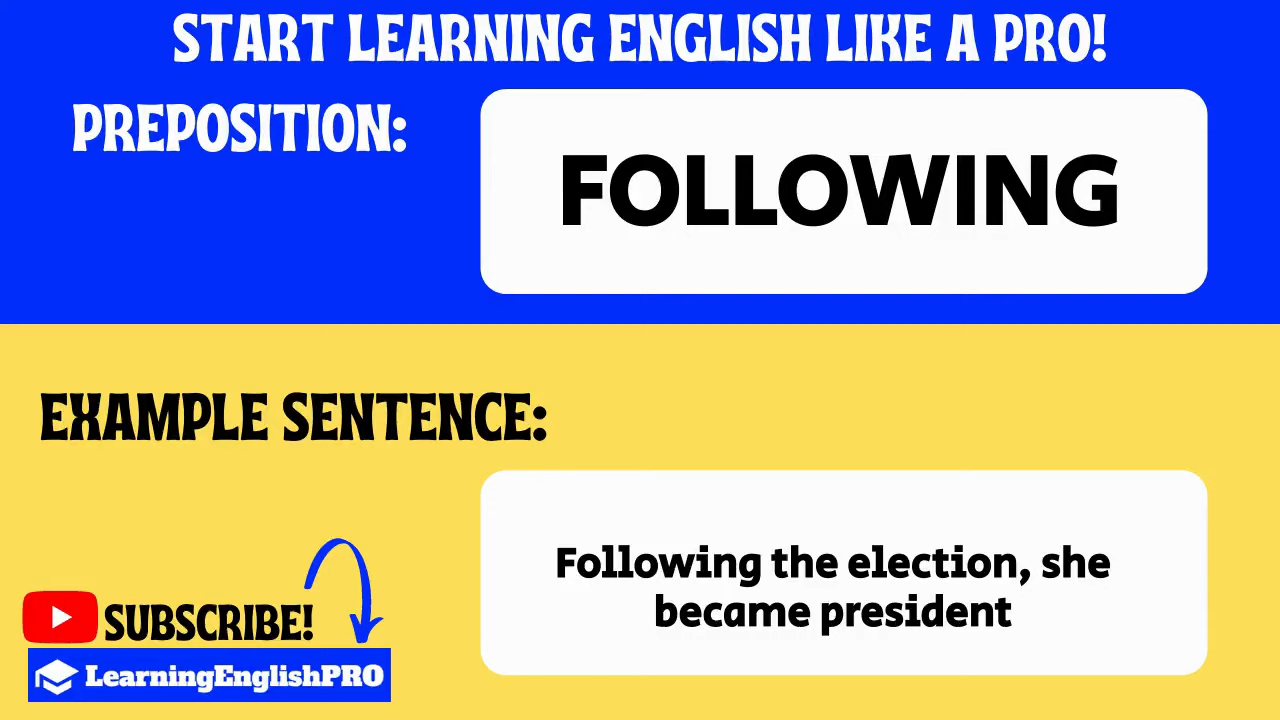 START LEARNING ENGLISH LIKE A PRO!
PREPOSITION:
FOLLOWING
EXAMPLE SENTENCE:
Following the election, she
became president
SUBSCRIBE!
LearningEnglishPRO